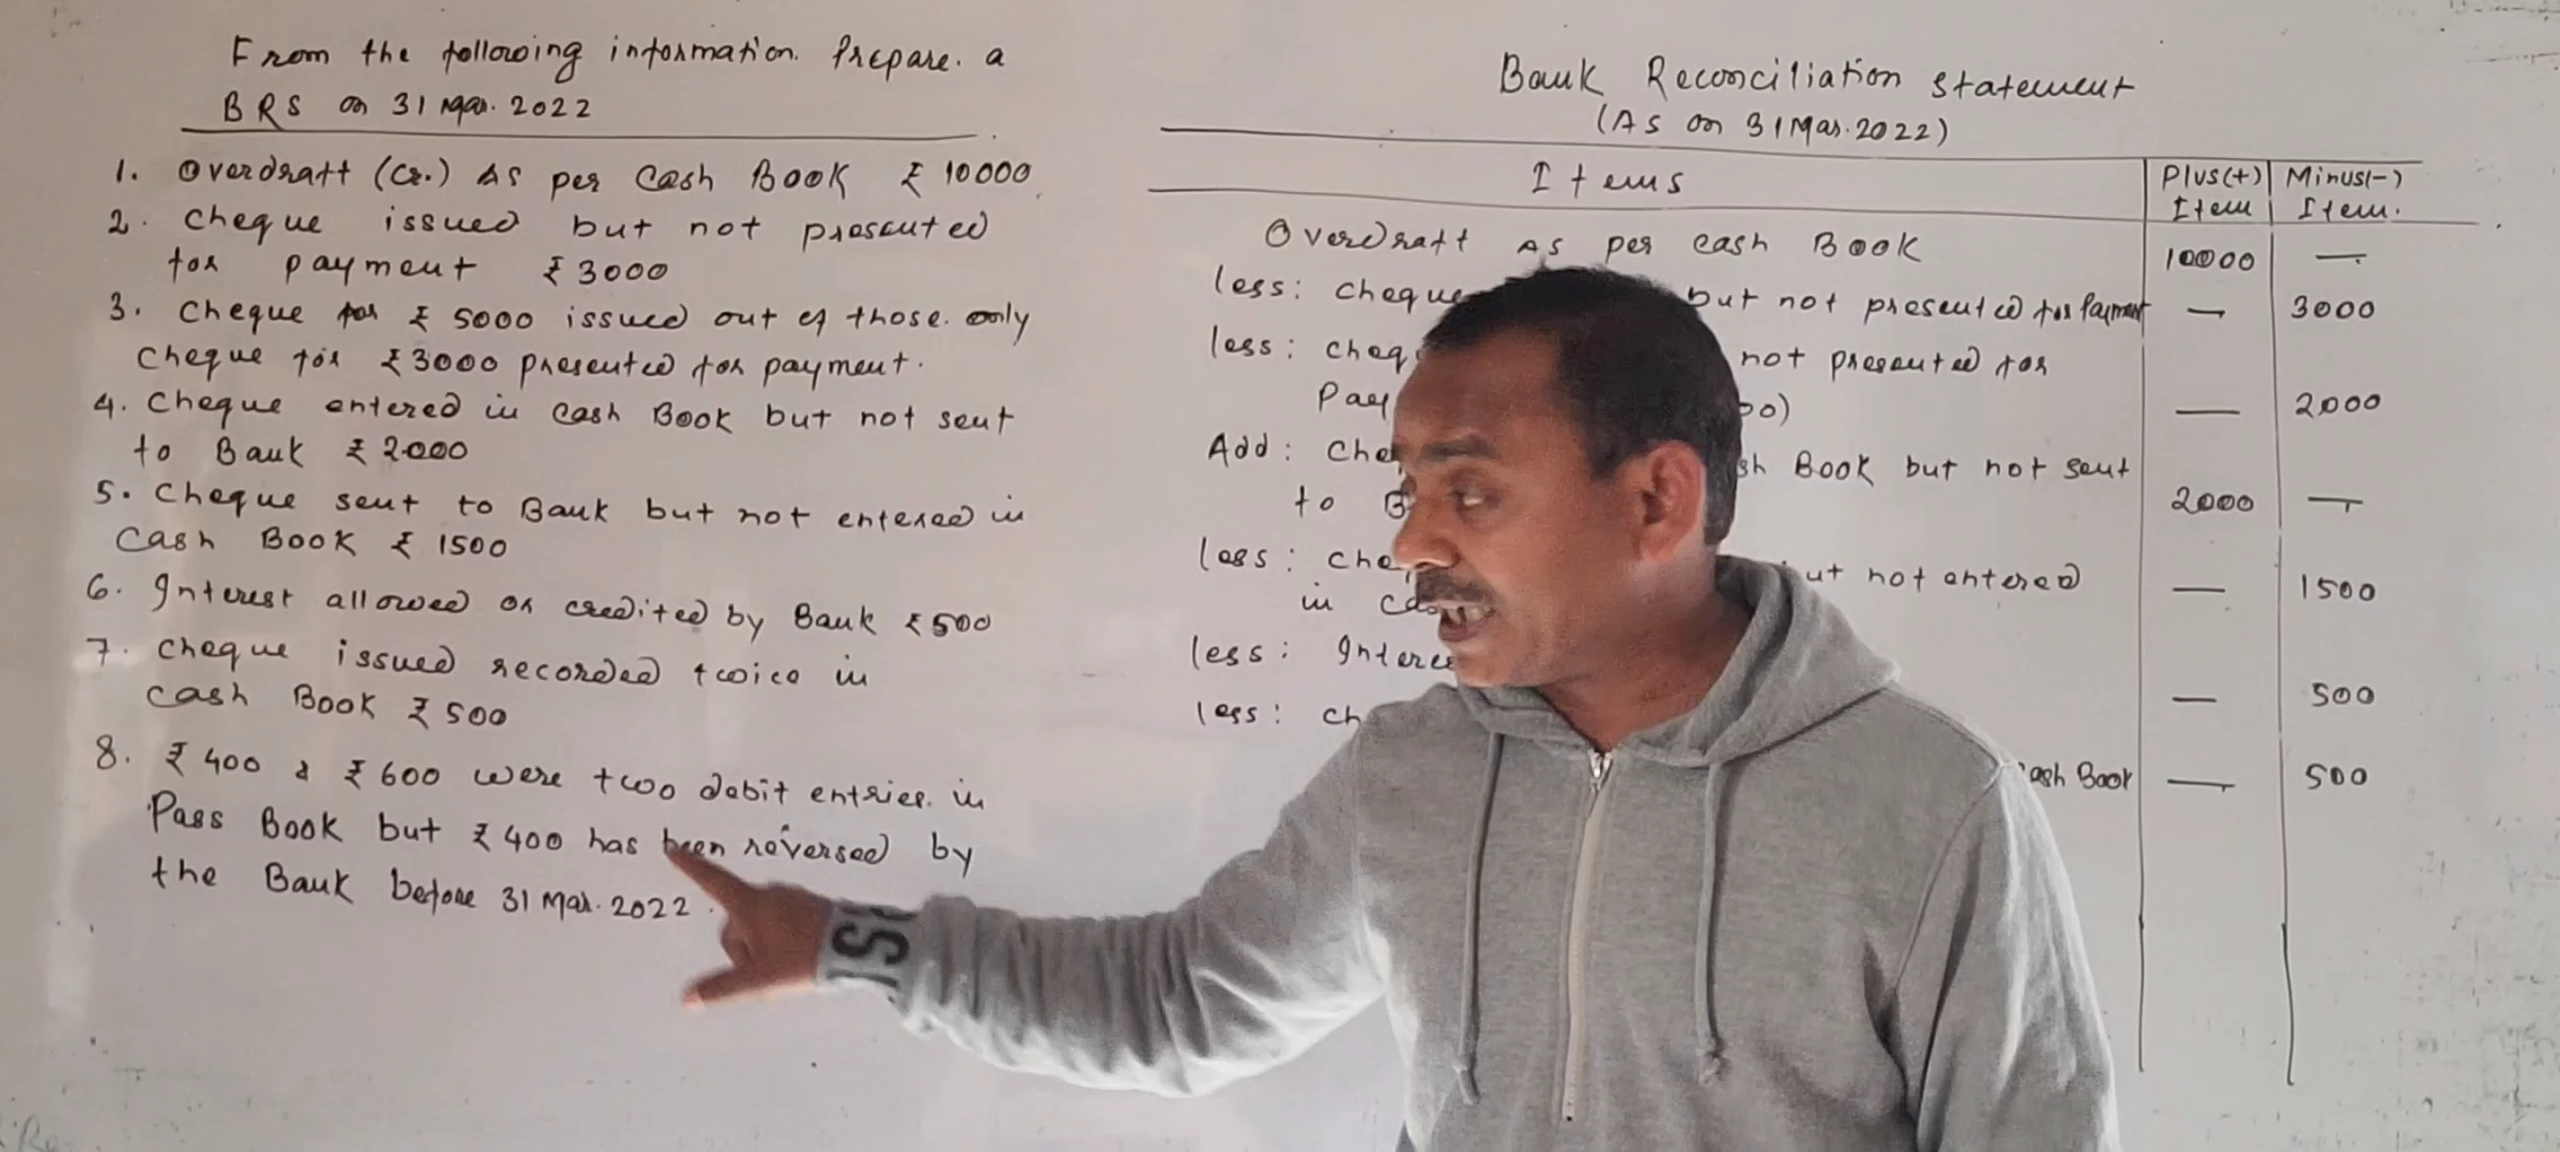 From the following information. Prepare. a
BRS on 31 Mar. 2022
1. Overdraft (Cr.) As per Cash Book ₹ 10000
2. Cheque issued but not presented
for payment ₹ 3000
3. Cheque for ₹ 5000 issued out of those. only
Cheque for ₹3000 presented for payment.
4. Cheque entered in Cash Book but not sent
to Bank ₹ 2000
5. Cheque sent to Bank but not entered in
Cash Book ₹ 1500
6. Interest allowed or credited by Bank ₹500
7. Cheque issued recorded twice in
Cash Book ₹ 500
8. ₹ 400 & ₹ 600 were two debit entries. in
Pass Book but ₹ 400 has been reversed by
the Bank before 31 Mar. 2022.
Bank Reconciliation Statement
(As on 31 Mar. 2022)
Items
Plus(+) Item
Minus(-) Item.
Overdraft As per Cash Book 10000 —
less: Cheque but not presented for Payment — 3000
less: not presented for
— 2000
Add: Book but not sent
to 2000 —
less: not entered
in — 1500
less: — 500
less:
Book — 500
SU